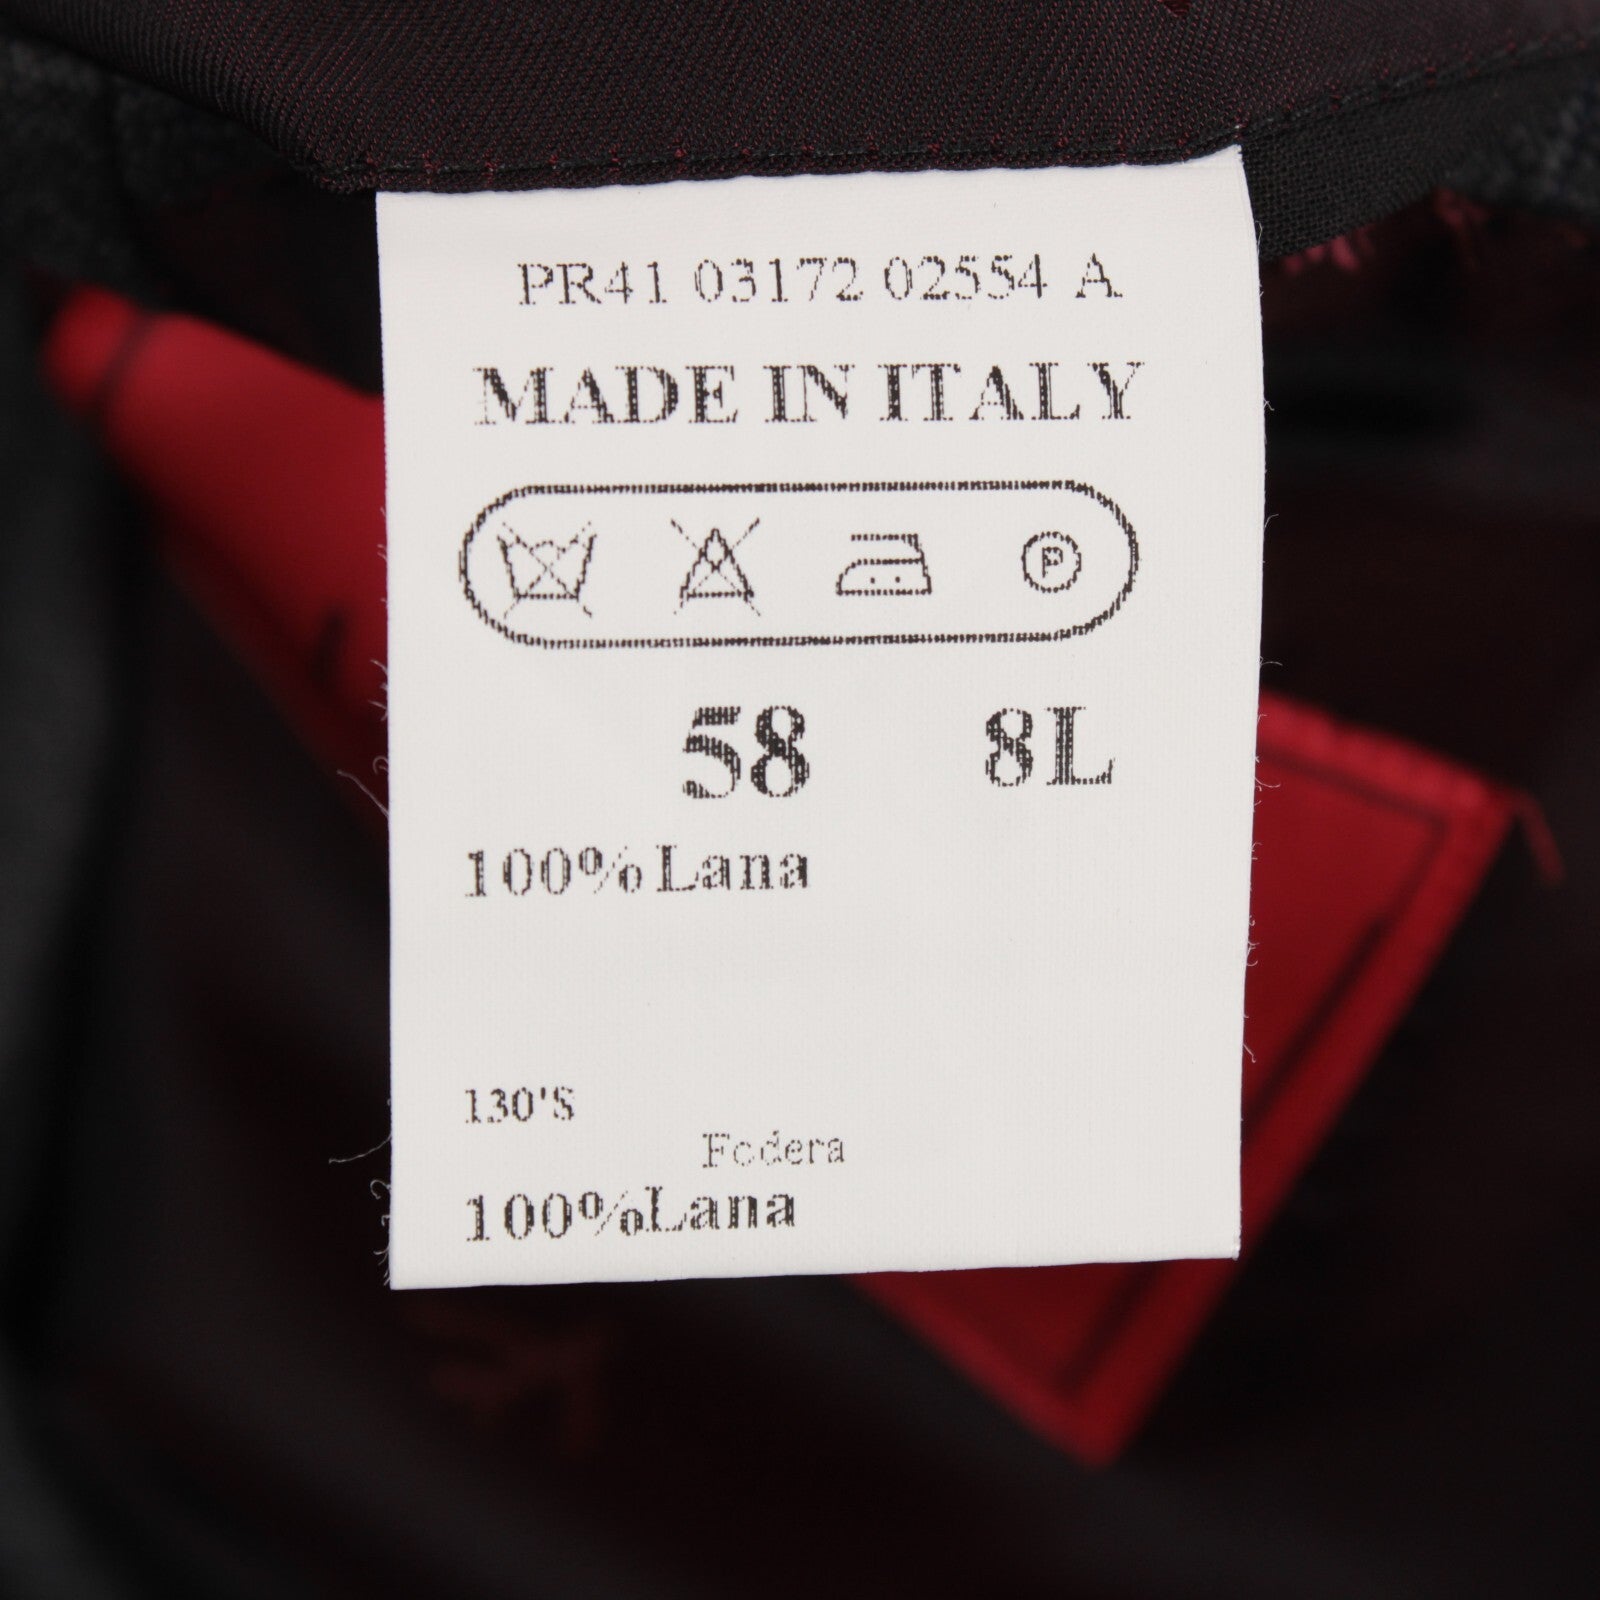 PR41 03172 02554 A
MADE IN ITALY
P
58 8L
100% Lana
130'S
Fodera
100% Lana